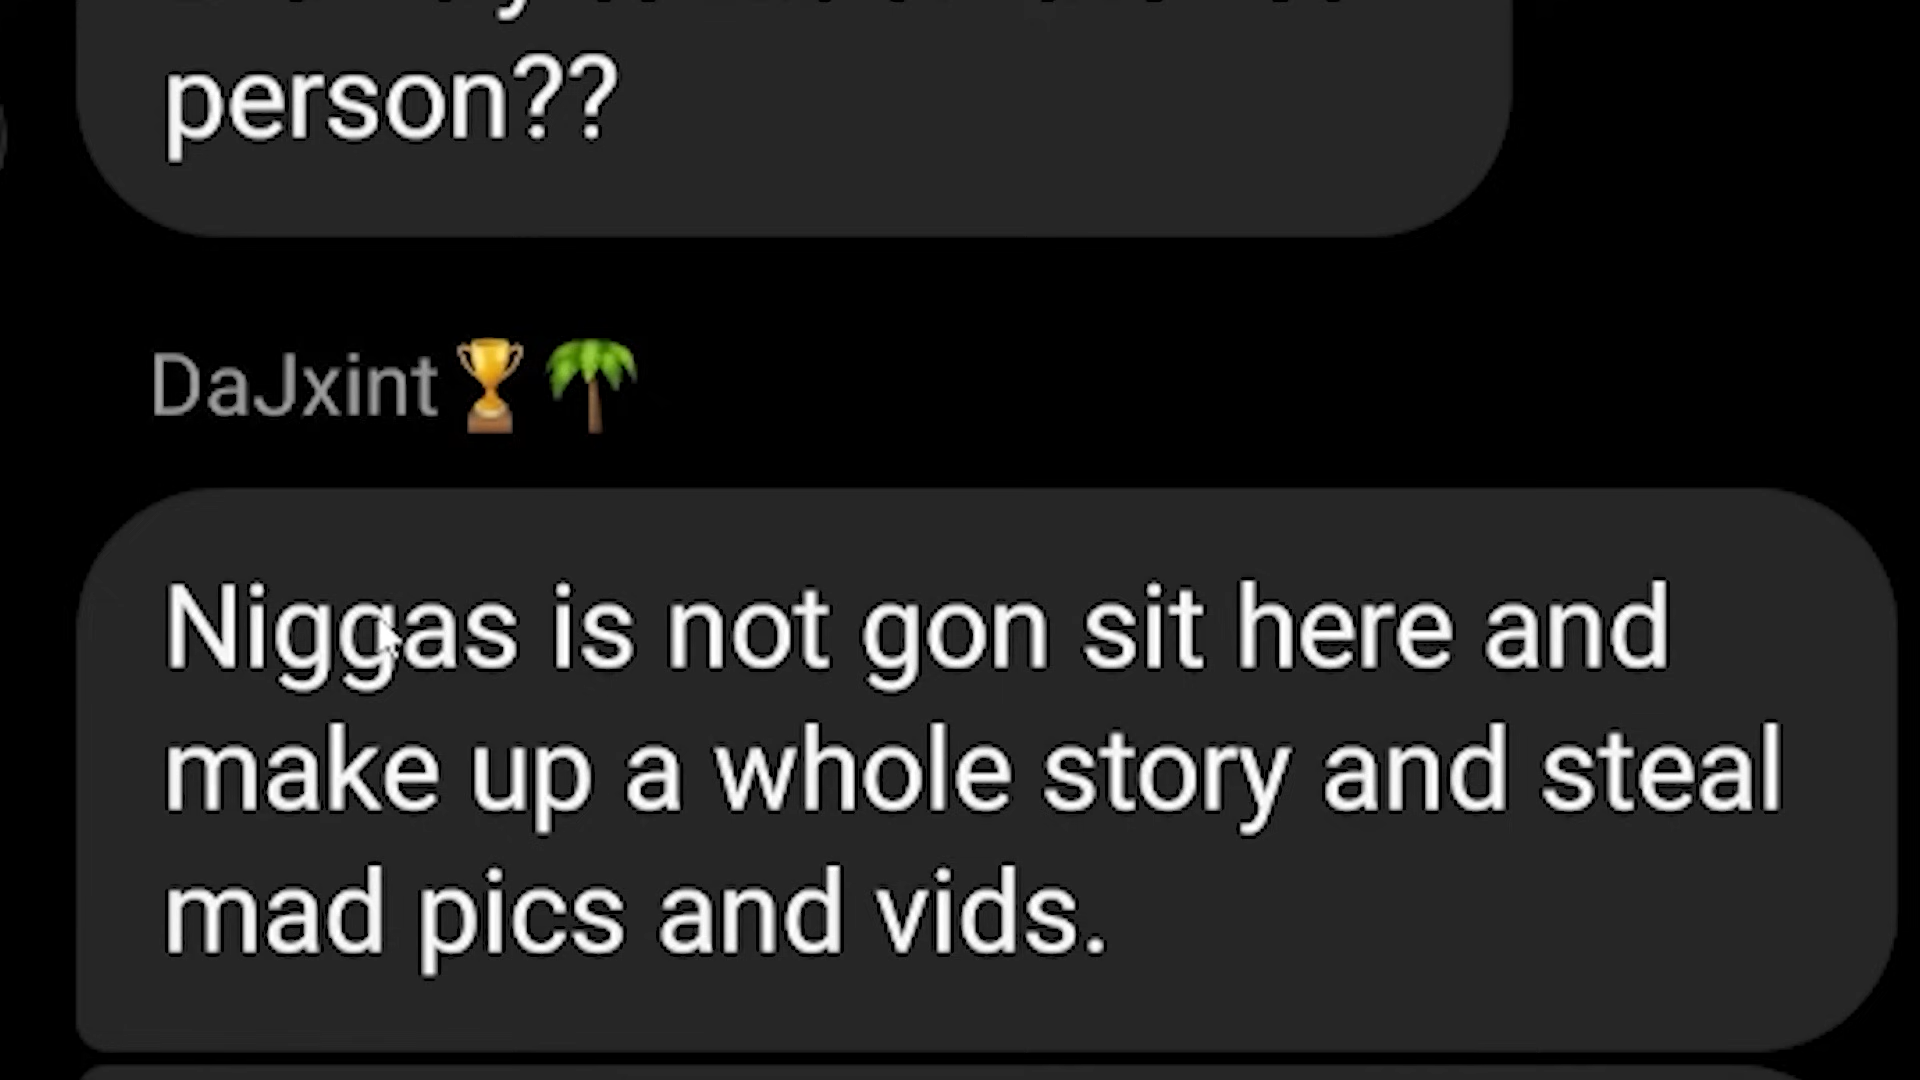 person??
DaJxint🏆🌴
Niggas is not gon sit here and
make up a whole story and steal
mad pics and vids.